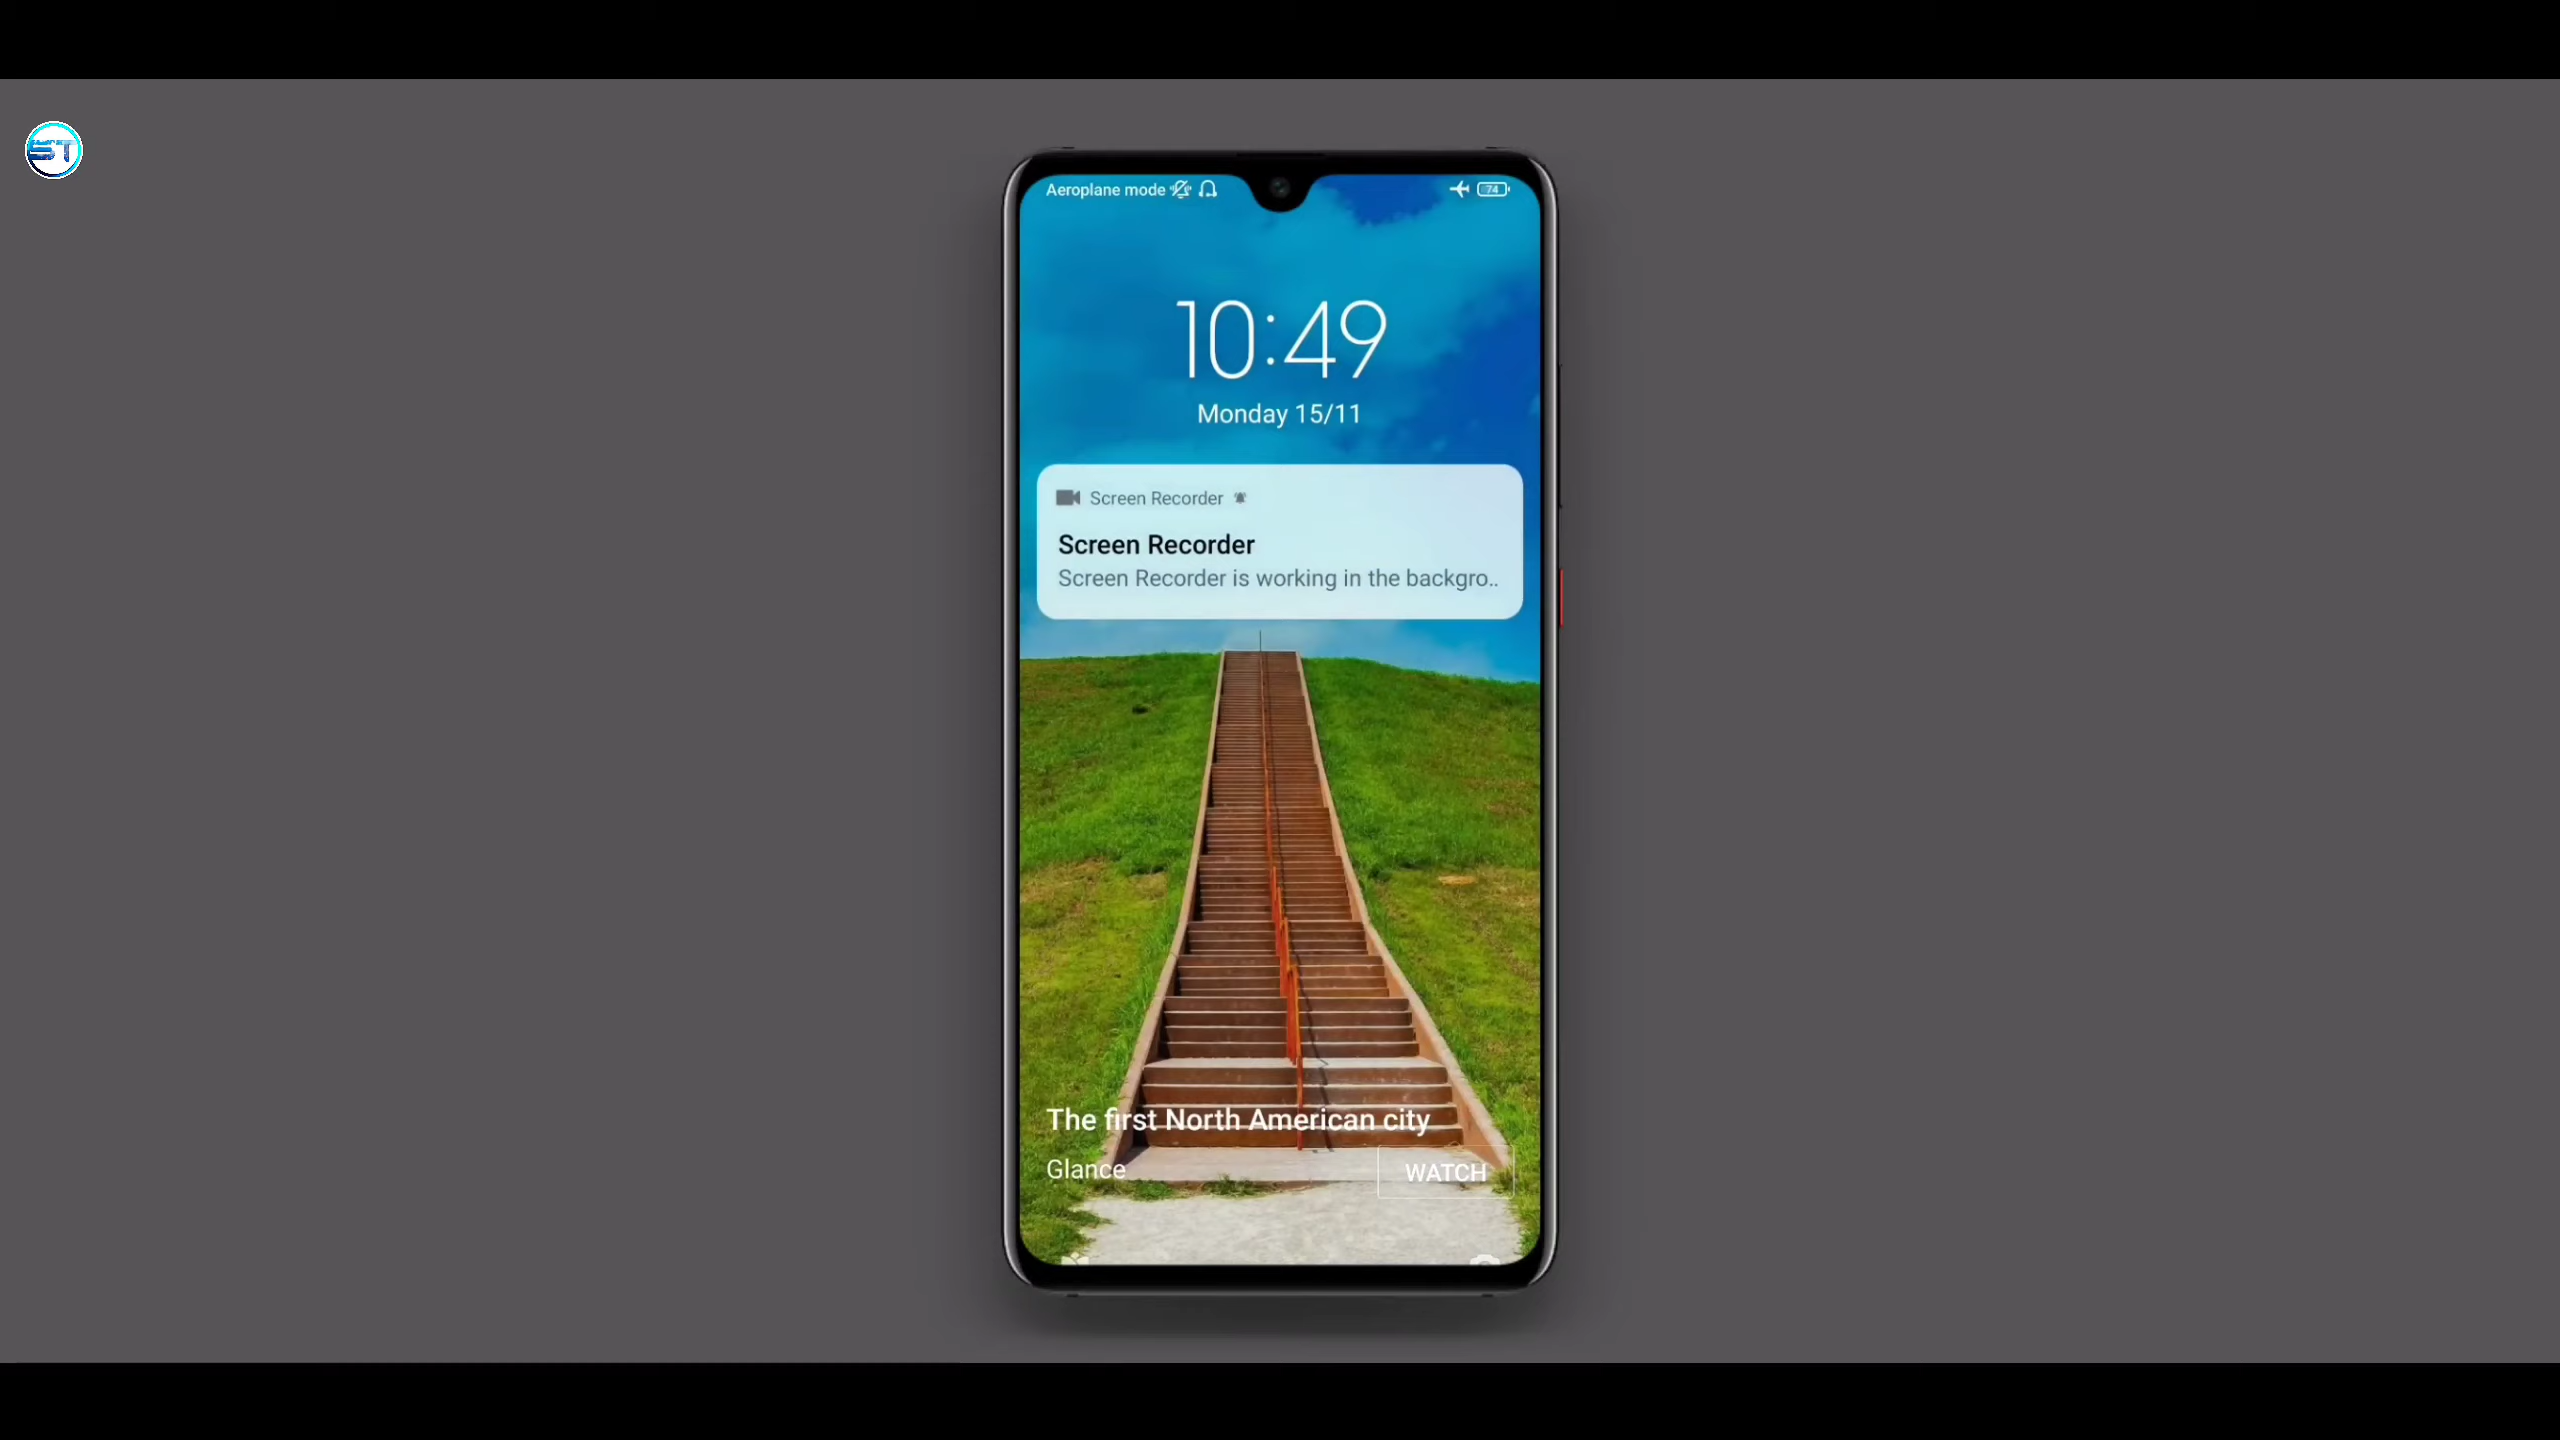 ST
Aeroplane mode
74
10:49
Monday 15/11
Screen Recorder
Screen Recorder
Screen Recorder is working in the backgro..
The first North American city
Glance
WATCH